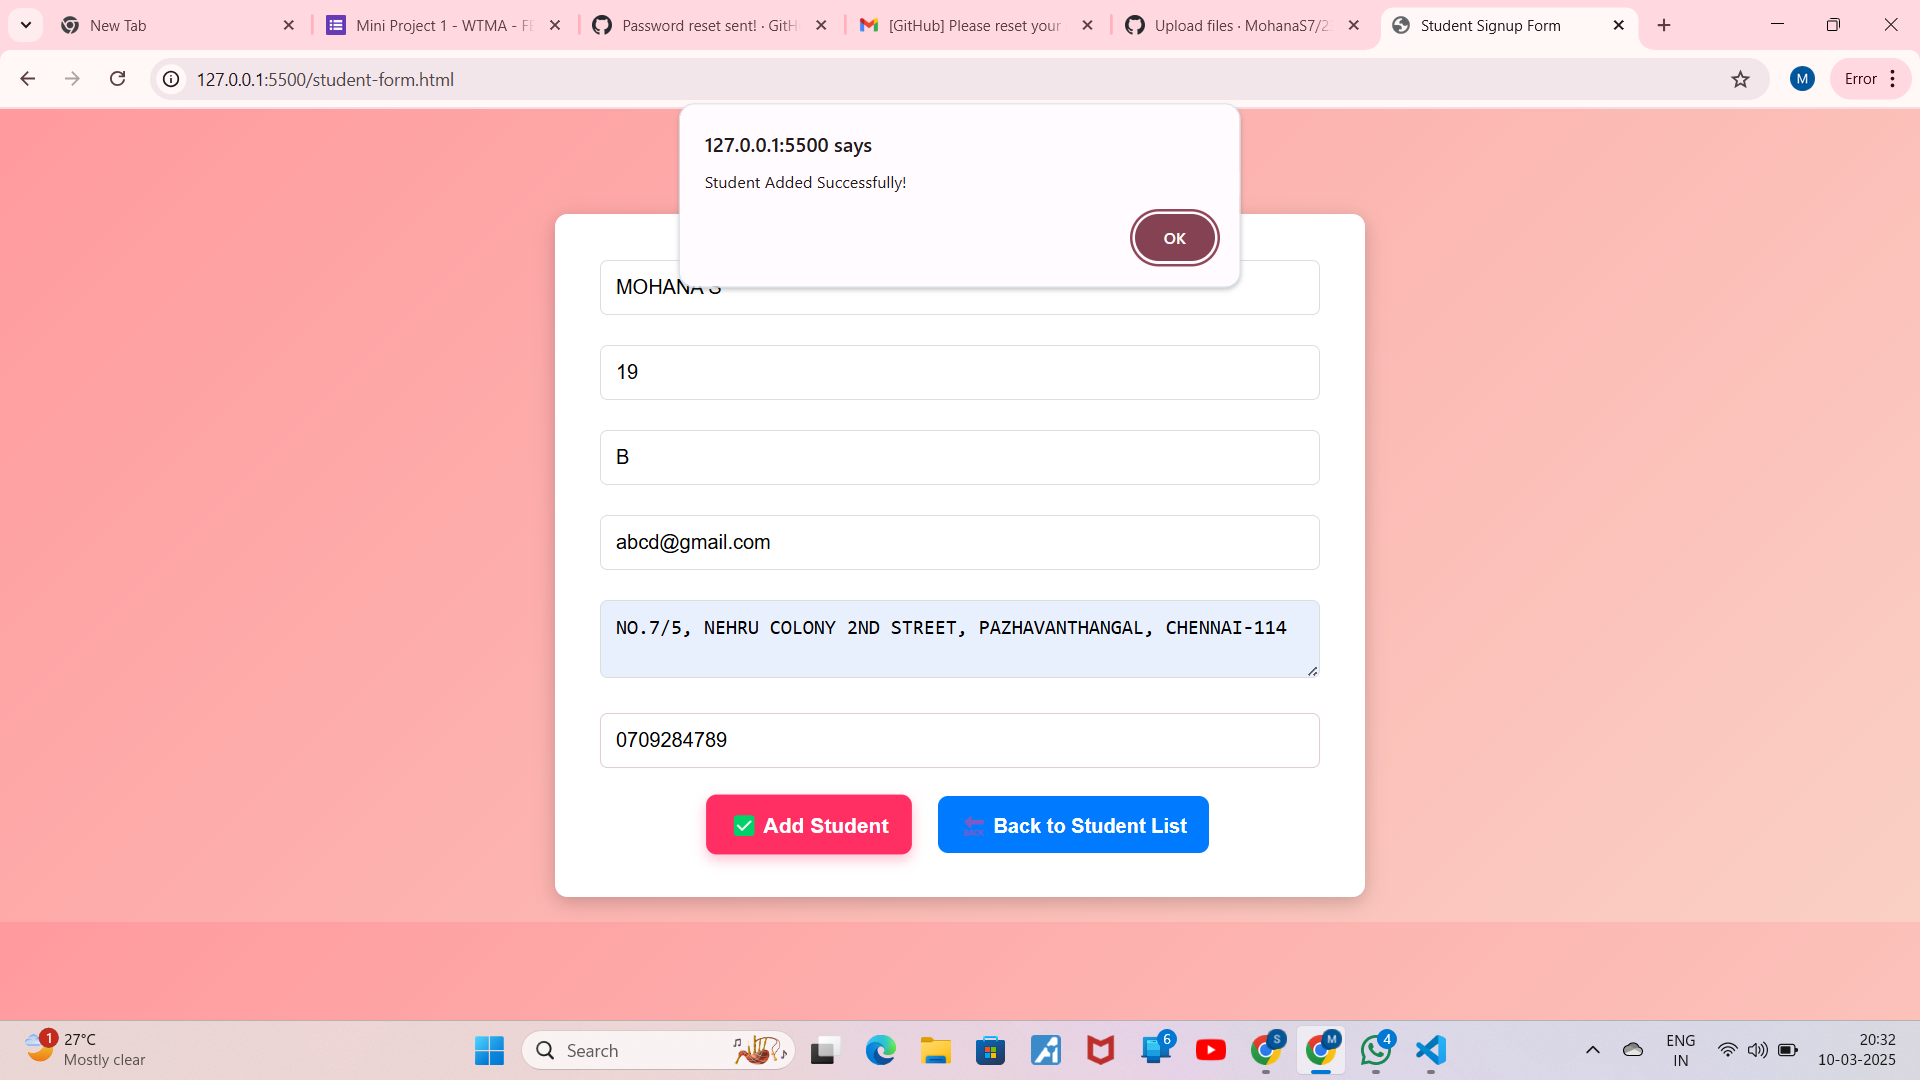 New Tab
Mini Project 1 - WTMA - FE
Password reset sent! · GitH
[GitHub] Please reset your
Upload files · MohanaS7/23
Student Signup Form
127.0.0.1:5500/student-form.html
M
Error
127.0.0.1:5500 says
Student Added Successfully!
OK
MOHANA S
19
B
abcd@gmail.com
NO.7/5, NEHRU COLONY 2ND STREET, PAZHAVANTHANGAL, CHENNAI-114
0709284789
Add Student
BACK
Back to Student List
1
27°C
Mostly clear
Search
6
S
M
4
ENG
IN
20:32
10-03-2025